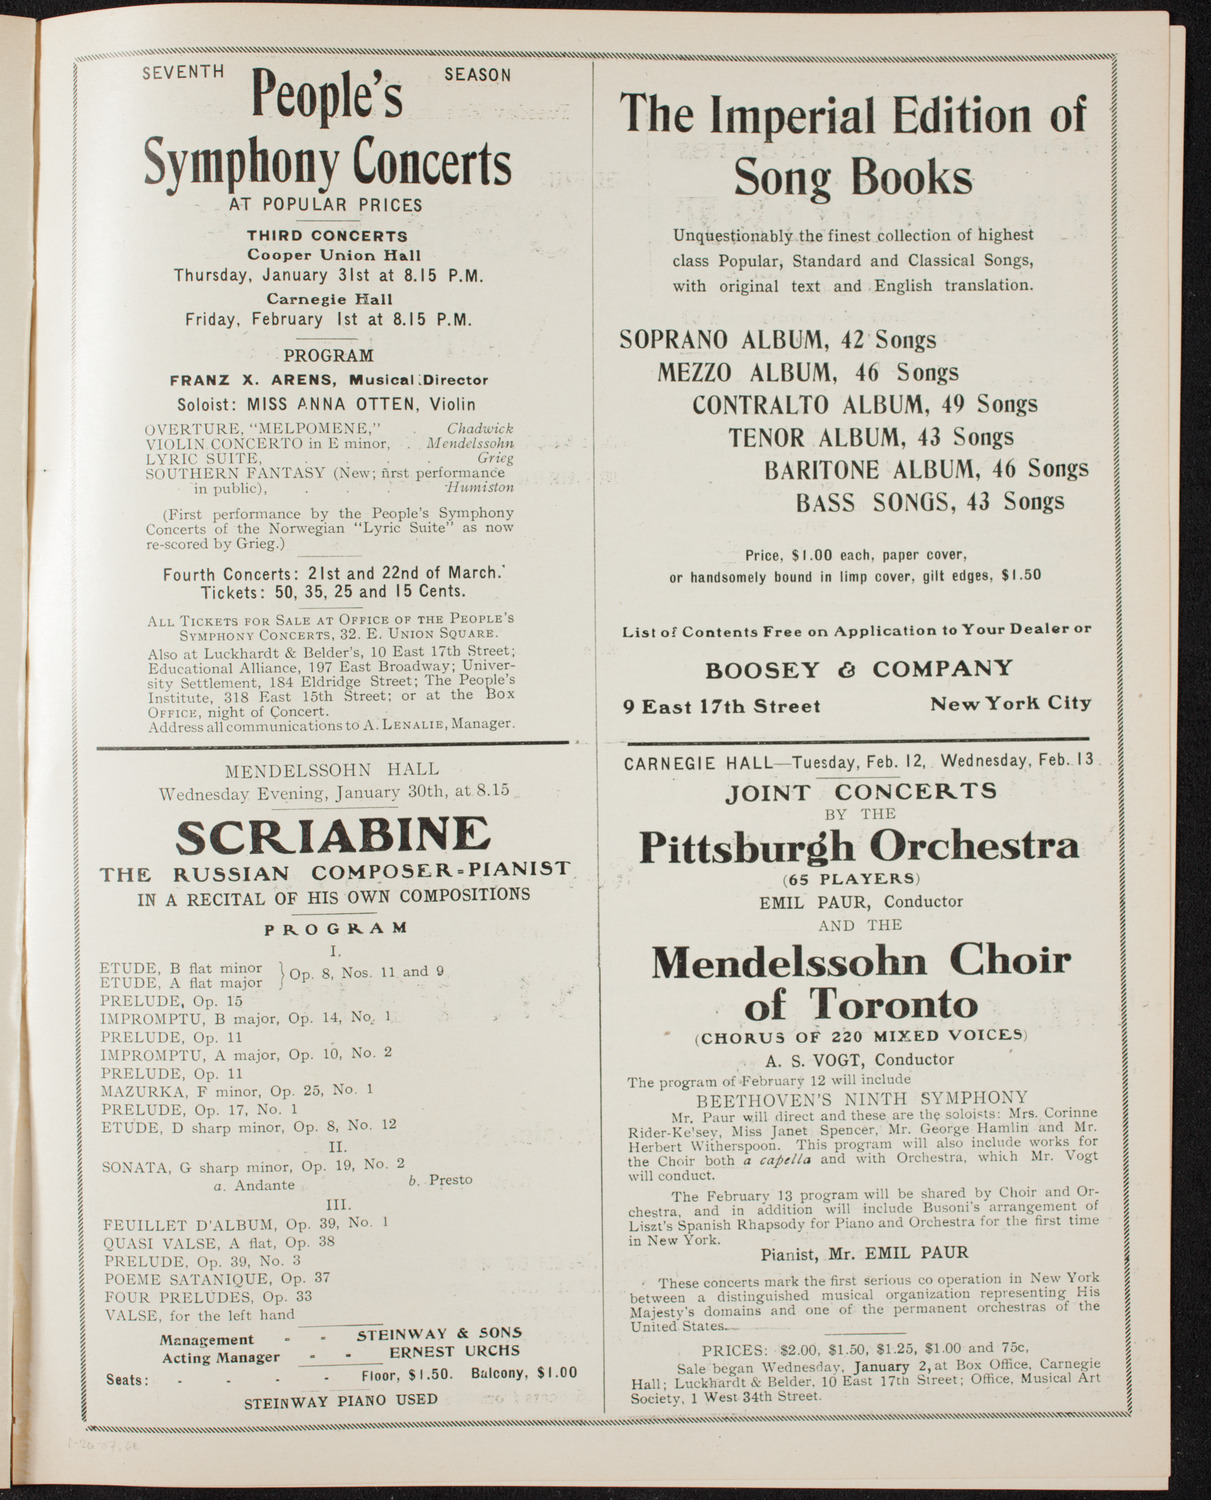 SEVENTH SEASON
People's
Symphony Concerts
AT POPULAR PRICES
THIRD CONCERTS
Cooper Union Hall
Thursday, January 31st at 8.15 P.M.
Carnegie Hall
Friday, February 1st at 8.15 P.M.
PROGRAM
FRANZ X. ARENS, Musical Director
Soloist: MISS ANNA OTTEN, Violin
OVERTURE, "MELPOMENE," . Chadwick
VIOLIN CONCERTO in E minor, . Mendelssohn
LYRIC SUITE, . . . Grieg
SOUTHERN FANTASY (New; first performance
in public), . . . Humiston
(First performance by the People's Symphony
Concerts of the Norwegian "Lyric Suite" as now
re-scored by Grieg.)
Fourth Concerts: 21st and 22nd of March.
Tickets: 50, 35, 25 and 15 Cents.
ALL TICKETS FOR SALE AT OFFICE OF THE PEOPLE'S
SYMPHONY CONCERTS, 32. E. UNION SQUARE.
Also at Luckhardt & Belder's, 10 East 17th Street;
Educational Alliance, 197 East Broadway; Univer-
sity Settlement, 184 Eldridge Street; The People's
Institute, 318 East 15th Street; or at the BOX
OFFICE, night of Concert.
Address all communications to A. LENALIE, Manager.
MENDELSSOHN HALL
Wednesday Evening, January 30th, at 8.15
SCRIABINE
THE RUSSIAN COMPOSER-PIANIST
IN A RECITAL OF HIS OWN COMPOSITIONS
PROGRAM
I.
ETUDE, B flat minor
ETUDE, A flat major } Op. 8, Nos. 11 and 9
PRELUDE, Op. 15
IMPROMPTU, B major, Op. 14, No. 1
PRELUDE, Op. 11
IMPROMPTU, A major, Op. 10, No. 2
PRELUDE, Op. 11
MAZURKA, F minor, Op. 25, No. 1
PRELUDE, Op. 17, No. 1
ETUDE, D sharp minor, Op. 8, No. 12
II.
SONATA, G sharp minor, Op. 19, No. 2
a. Andante b. Presto
III.
FEUILLET D'ALBUM, Op. 39, No. 1
QUASI VALSE, A flat, Op. 38
PRELUDE, Op. 39, No. 3
POEME SATANIQUE, Op. 37
FOUR PRELUDES, Op. 33
VALSE, for the left hand
Management - - STEINWAY & SONS
Acting Manager - - ERNEST URCHS
Seats: - - - - Floor, $1.50. Balcony, $1.00
STEINWAY PIANO USED
The Imperial Edition of
Song Books
Unquestionably the finest collection of highest
class Popular, Standard and Classical Songs,
with original text and English translation.
SOPRANO ALBUM, 42 Songs
MEZZO ALBUM, 46 Songs
CONTRALTO ALBUM, 49 Songs
TENOR ALBUM, 43 Songs
BARITONE ALBUM, 46 Songs
BASS SONGS, 43 Songs
Price, $1.00 each, paper cover,
or handsomely bound in limp cover, gilt edges, $1.50
List of Contents Free on Application to Your Dealer or
BOOSEY & COMPANY
9 East 17th Street New York City
CARNEGIE HALL—Tuesday, Feb. 12, Wednesday, Feb. 13
JOINT CONCERTS
BY THE
Pittsburgh Orchestra
(65 PLAYERS)
EMIL PAUR, Conductor
AND THE
Mendelssohn Choir
of Toronto
(CHORUS OF 220 MIXED VOICES)
A. S. VOGT, Conductor
The program of February 12 will include
BEETHOVEN'S NINTH SYMPHONY
Mr. Paur will direct and these are the soloists: Mrs. Corinne
Rider-Ke'sey, Miss Janet Spencer, Mr. George Hamlin and Mr.
Herbert Witherspoon. This program will also include works for
the Choir both a capella and with Orchestra, which Mr. Vogt
will conduct.
The February 13 program will be shared by Choir and Or-
chestra, and in addition will include Busoni's arrangement of
Liszt's Spanish Rhapsody for Piano and Orchestra for the first time
in New York.
Pianist, Mr. EMIL PAUR
These concerts mark the first serious co operation in New York
between a distinguished musical organization representing His
Majesty's domains and one of the permanent orchestras of the
United States.
PRICES: $2.00, $1.50, $1.25, $1.00 and 75c,
Sale began Wednesday, January 2, at Box Office, Carnegie
Hall; Luckhardt & Belder, 10 East 17th Street; Office, Musical Art
Society, 1 West 34th Street.